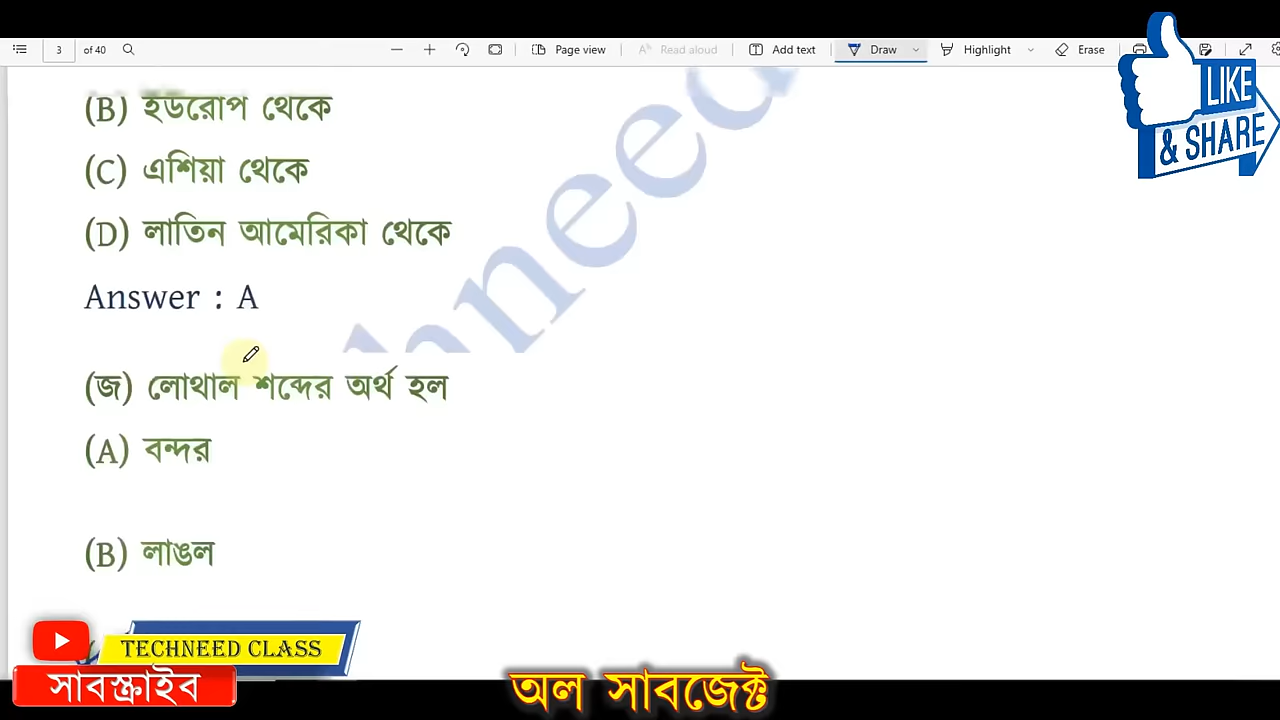 3 of 40 Page view Read aloud Add text Draw Highlight Erase
LIKE
& SHARE
(B) ইউরোপ থেকে
(C) এশিয়া থেকে
(D) লাতিন আমেরিকা থেকে
Answer : A
(জ) লোথাল শব্দের অর্থ হল
(A) বন্দর
(B) লাঙল
TECHNEED CLASS
সাবস্ক্রাইব
অল সাবজেক্ট